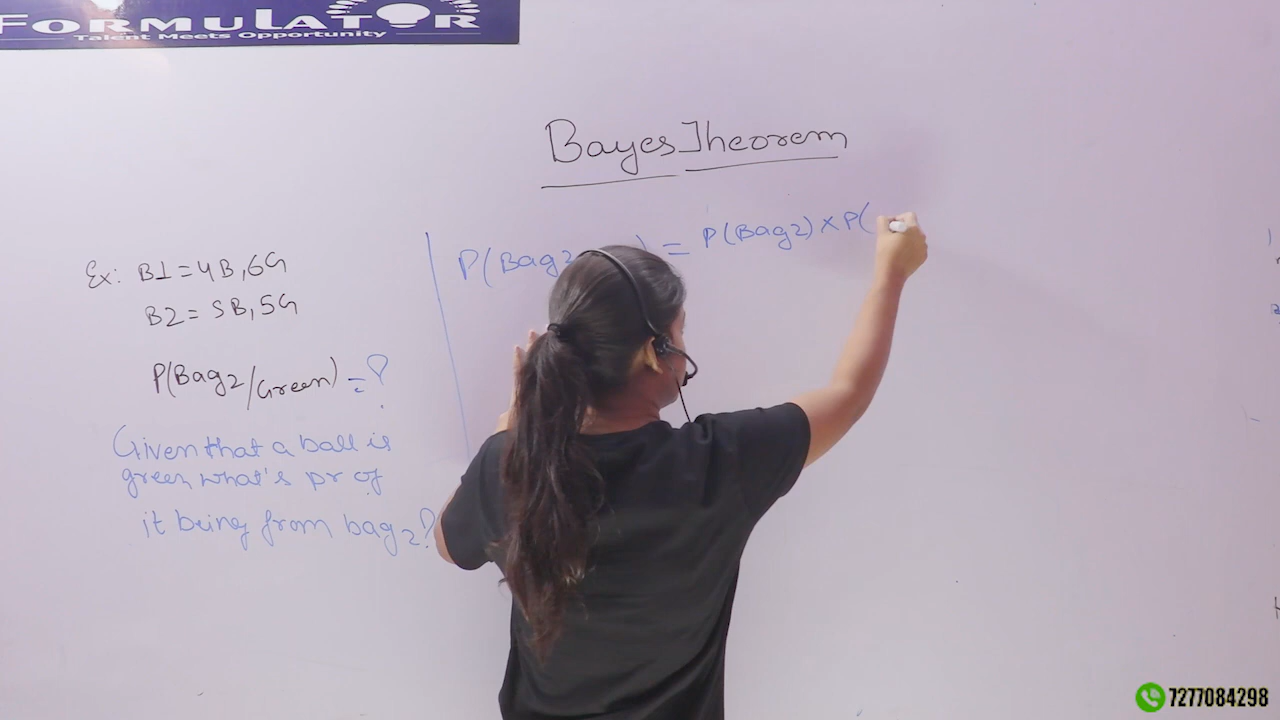 FORMULATOR
Talent Meets Opportunity
Bayes Theorem
Ex: B1 = 4B, 6G
B2 = 5B, 5G
P(Bag2/Green) = ?
Given that a ball is
green what's pr of
it being from bag2?
P(Bag2 ) = P(Bag2) x P(
7277084298